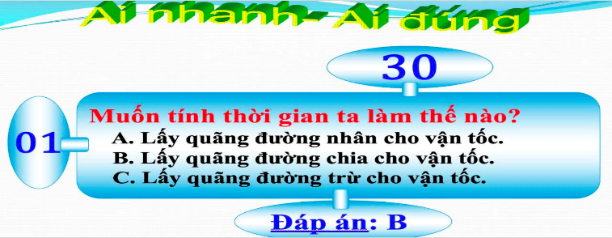 Ai nhanh- Ai đúng
30
01
Muốn tính thời gian ta làm thế nào?
A. Lấy quãng đường nhân cho vận tốc.
B. Lấy quãng đường chia cho vận tốc.
C. Lấy quãng đường trừ cho vận tốc.
Đáp án: B